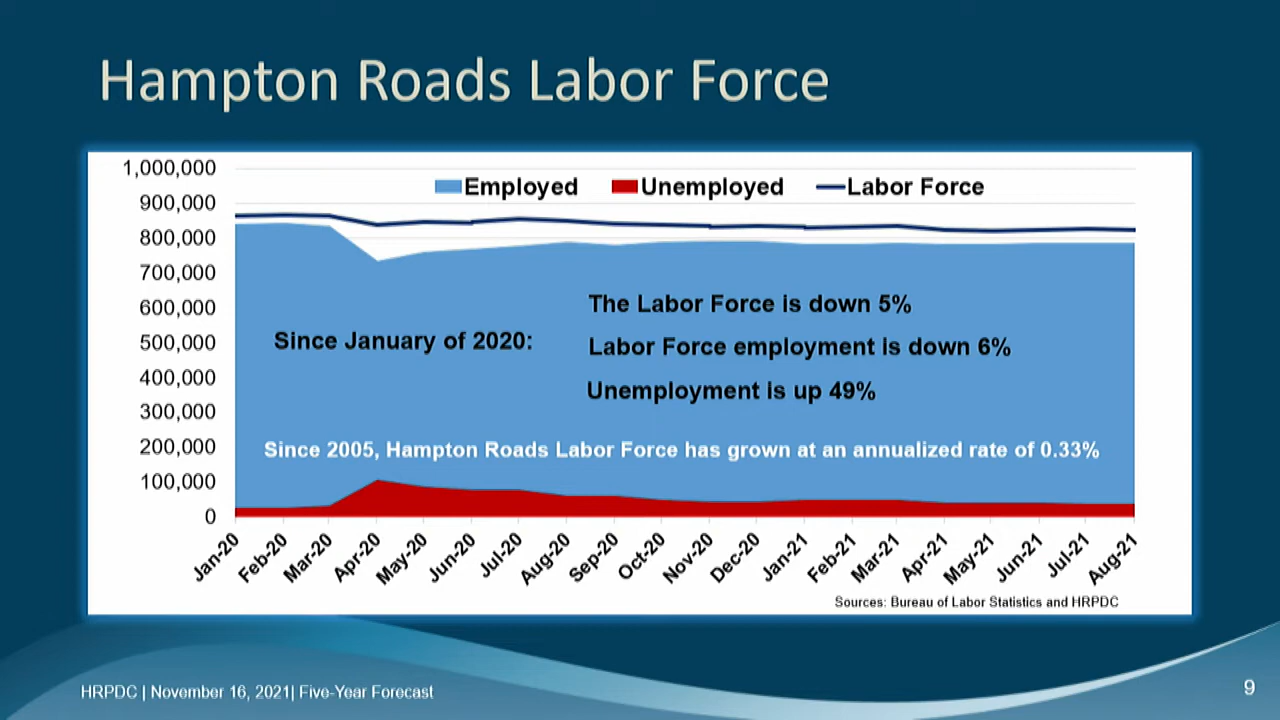 Hampton Roads Labor Force
1,000,000
900,000
800,000
700,000
600,000
500,000
400,000
300,000
200,000
100,000
0
Employed Unemployed Labor Force
Since January of 2020:
The Labor Force is down 5%
Labor Force employment is down 6%
Unemployment is up 49%
Since 2005, Hampton Roads Labor Force has grown at an annualized rate of 0.33%
Jan-20 Feb-20 Mar-20 Apr-20 May-20 Jun-20 Jul-20 Aug-20 Sep-20 Oct-20 Nov-20 Dec-20 Jan-21 Feb-21 Mar-21 Apr-21 May-21 Jun-21 Jul-21 Aug-21
Sources: Bureau of Labor Statistics and HRPDC
HRPDC | November 16, 2021| Five-Year Forecast
9